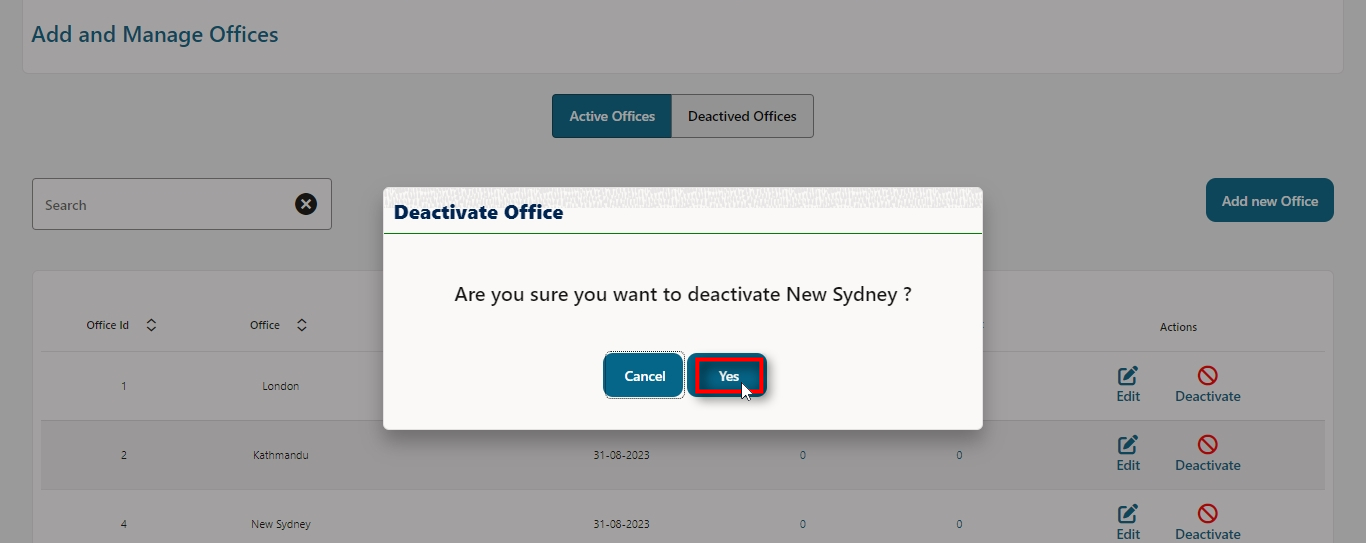 Add and Manage Offices
Active Offices Deactived Offices
Search
Add new Office
Deactivate Office
Are you sure you want to deactivate New Sydney ?
Cancel Yes
Office Id Office Actions
1 London Edit Deactivate
2 Kathmandu 31-08-2023 0 0 Edit Deactivate
4 New Sydney 31-08-2023 0 0 Edit Deactivate